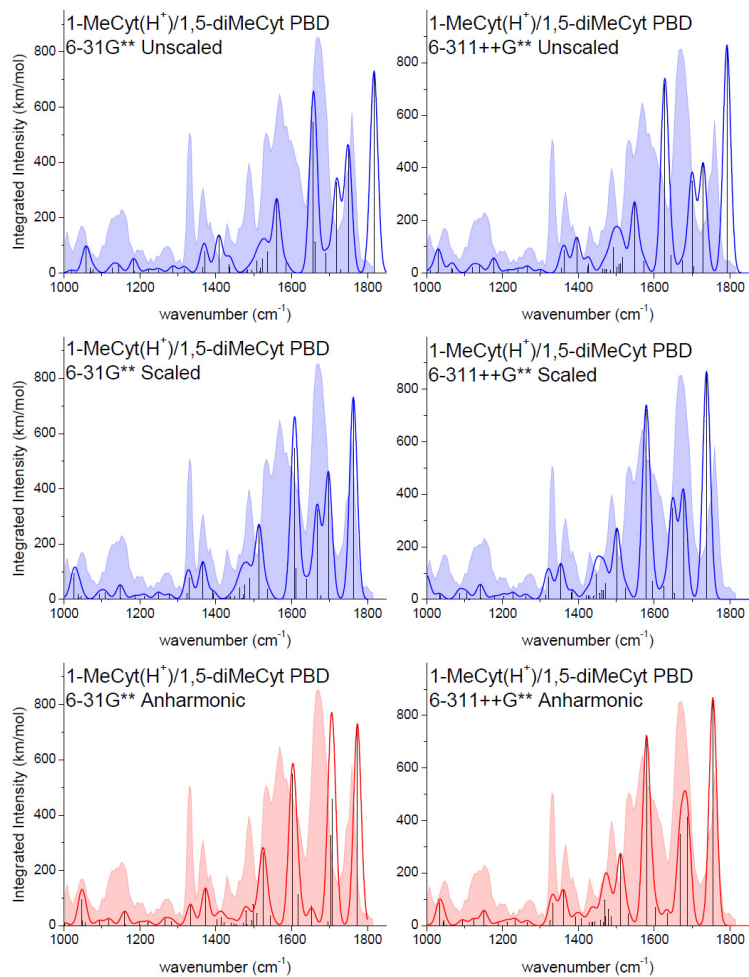 1-MeCyt(H⁺)/1,5-diMeCyt PBD
6-31G** Unscaled
800
600
400
200
0
Integrated Intensity (km/mol)
1000 1200 1400 1600 1800
wavenumber (cm⁻¹)
1-MeCyt(H⁺)/1,5-diMeCyt PBD
6-311++G** Unscaled
800
600
400
200
0
1000 1200 1400 1600 1800
wavenumber (cm⁻¹)
1-MeCyt(H⁺)/1,5-diMeCyt PBD
6-31G** Scaled
800
600
400
200
0
Integrated Intensity (km/mol)
1000 1200 1400 1600 1800
wavenumber (cm⁻¹)
1-MeCyt(H⁺)/1,5-diMeCyt PBD
6-311++G** Scaled
800
600
400
200
0
1000 1200 1400 1600 1800
wavenumber (cm⁻¹)
1-MeCyt(H⁺)/1,5-diMeCyt PBD
6-31G** Anharmonic
800
600
400
200
0
Integrated Intensity (km/mol)
1000 1200 1400 1600 1800
wavenumber (cm⁻¹)
1-MeCyt(H⁺)/1,5-diMeCyt PBD
6-311++G** Anharmonic
800
600
400
200
0
1000 1200 1400 1600 1800
wavenumber (cm⁻¹)